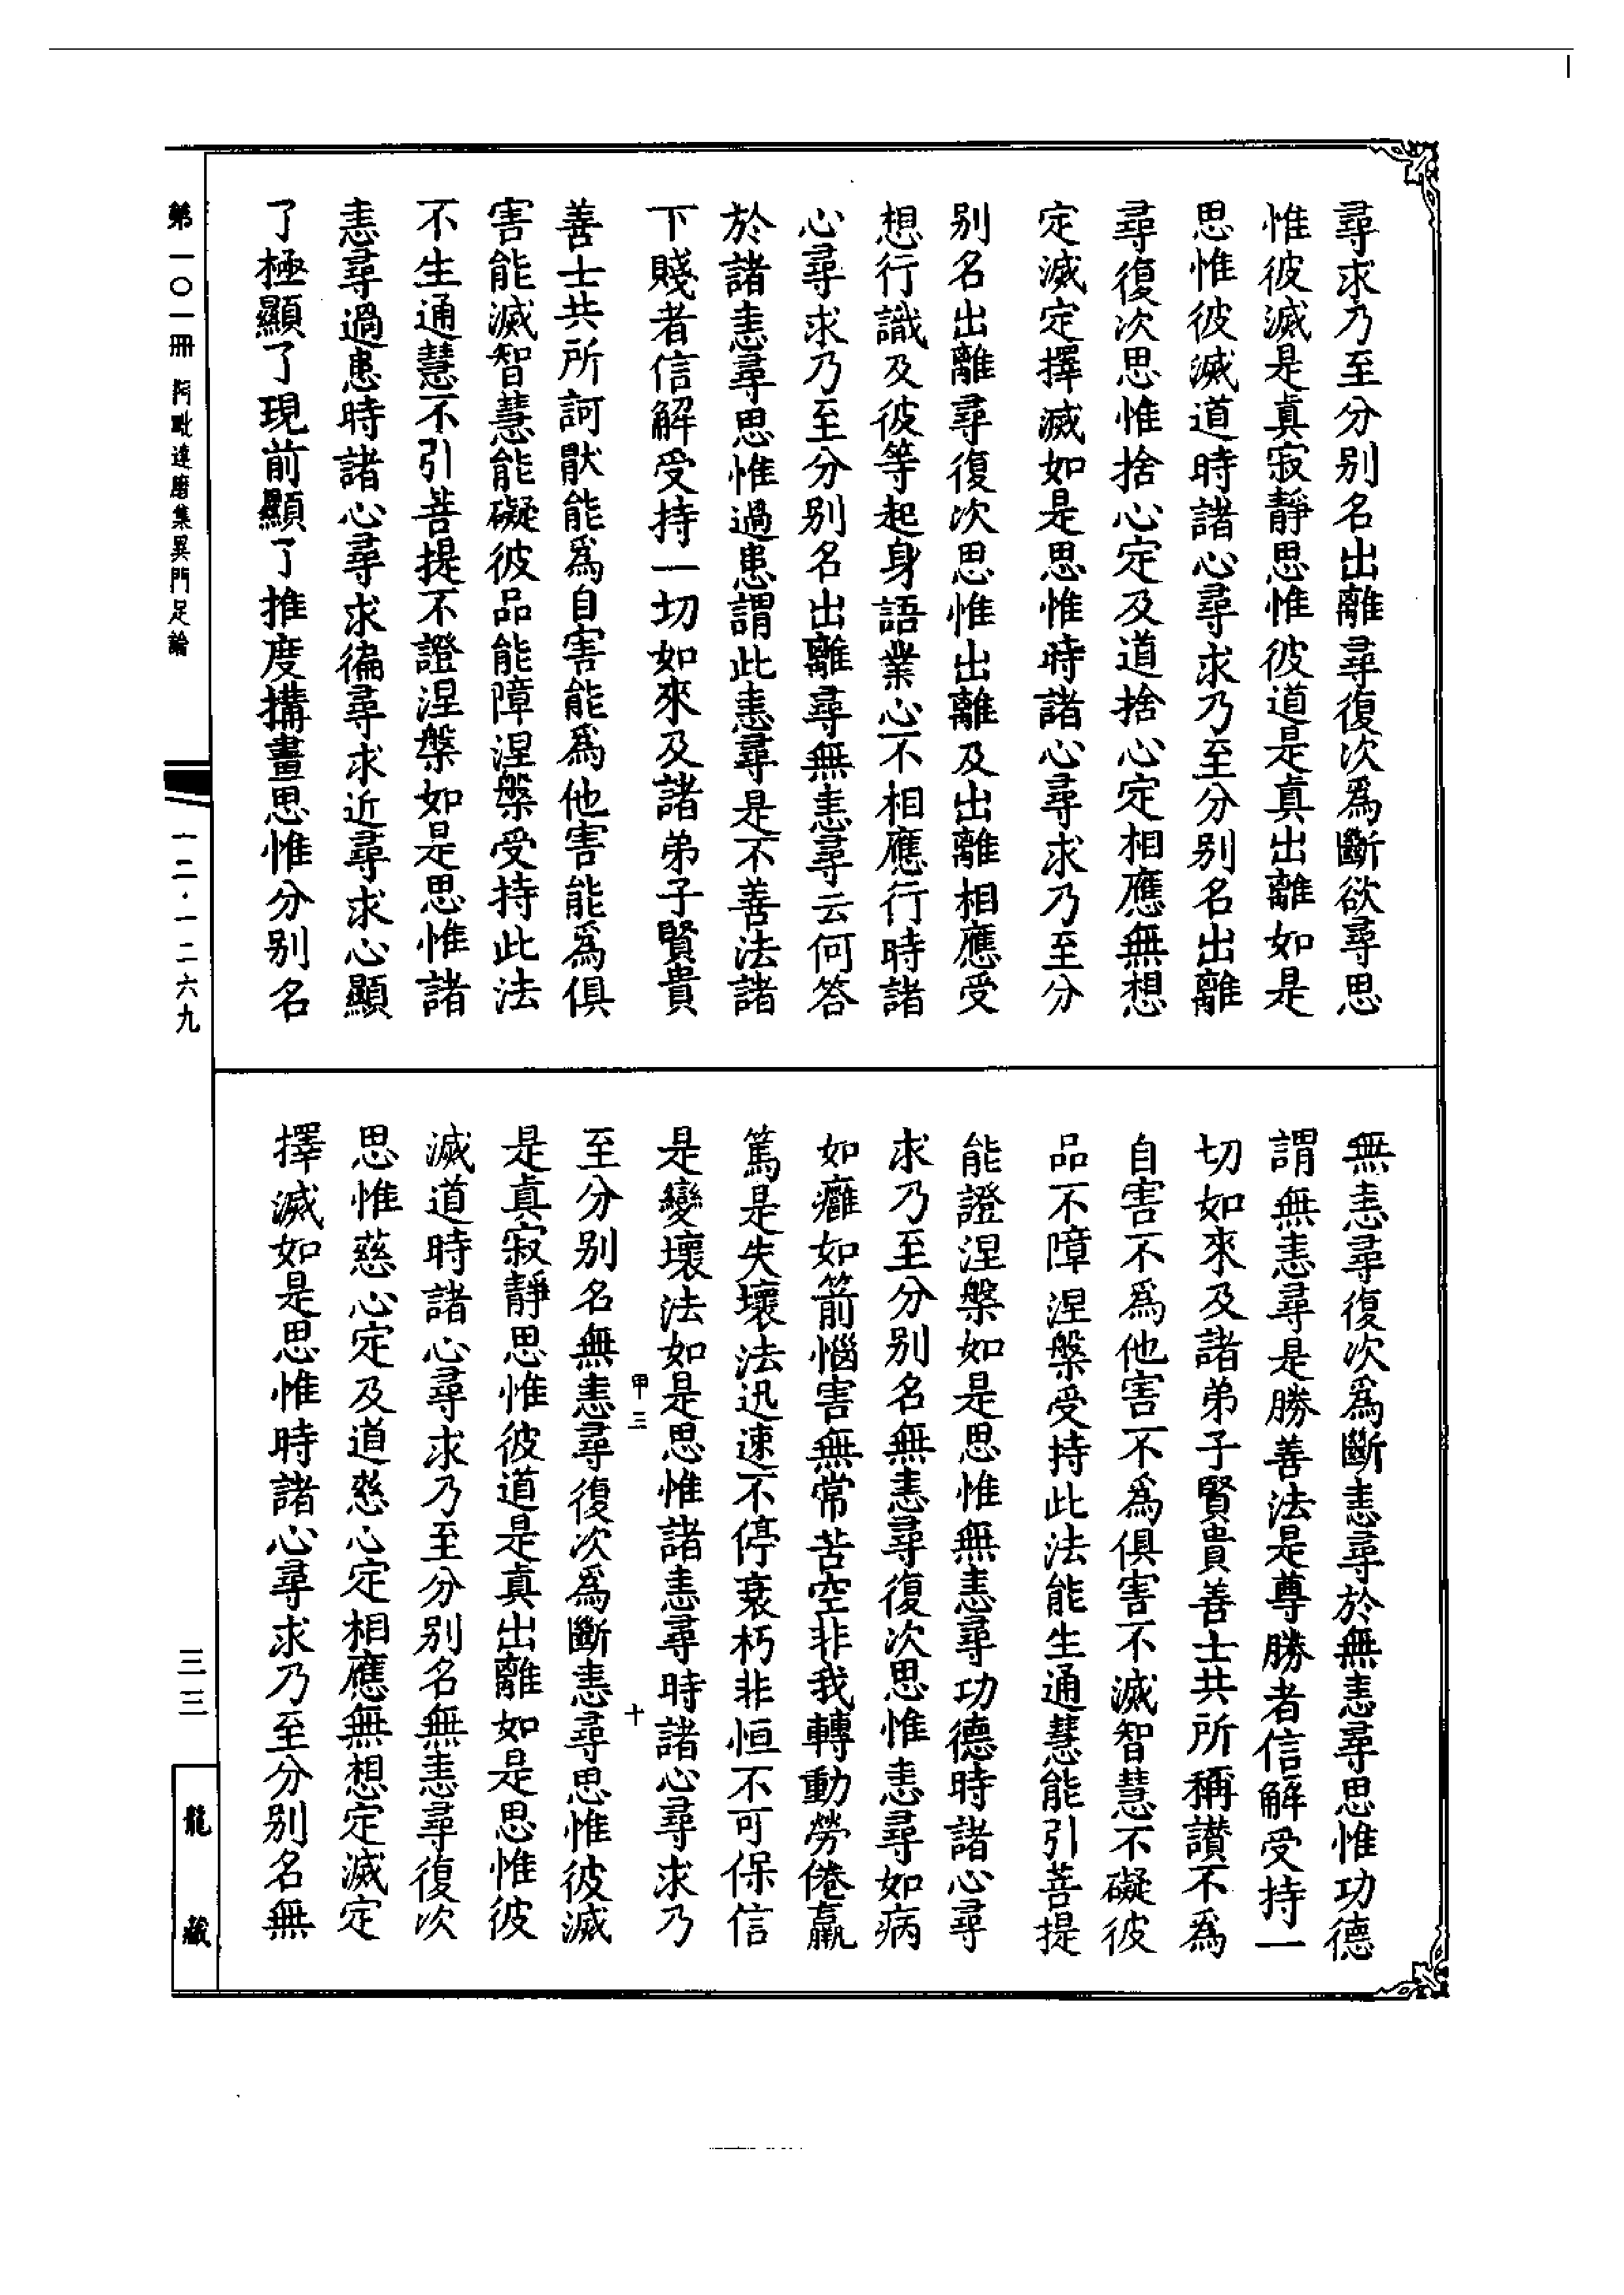 尋求乃至分别名出離尋復次爲斷欲尋思
惟彼滅是真寂靜思惟彼道是真出離如是
思惟彼滅道時諸心尋求乃至分别名出離
尋復次思惟捨心定及道捨心定相應無想
定滅定擇滅如是思惟時諸心尋求乃至分
别名出離尋復次思惟出離及出離相應受
想行識及彼等起身語業心不相應行時諸
心尋求乃至分别名出離尋無恚尋云何答
於諸恚尋思惟過患謂此恚尋是不善法諸
下賤者信解受持一切如來及諸弟子賢貴
善士共所訶猒能爲自害能爲他害能爲俱
害能滅智慧能礙彼品能障涅槃受持此法
不生通慧不引菩提不證涅槃如是思惟諸
恚尋過患時諸心尋求徧尋求近尋求心顯
了極顯了現前顯了推度搆畫思惟分别名
無恚尋復次爲斷恚尋於無恚尋思惟功德
謂無恚尋是勝善法是尊勝者信解受持一
切如來及諸弟子賢貴善士共所稱讚不爲
自害不爲他害不爲俱害不滅智慧不礙彼
品不障涅槃受持此法能生通慧能引菩提
能證涅槃如是思惟無恚尋功德時諸心尋
求乃至分别名無恚尋復次思惟恚尋如病
如癰如箭惱害無常苦空非我轉動勞倦羸
篤是失壞法迅速不停衰朽非恒不可保信
是變壞法如是思惟諸恚尋時諸心尋求乃
甲三 十
至分别名無恚尋復次爲斷恚尋思惟彼滅
是真寂靜思惟彼道是真出離如是思惟彼
滅道時諸心尋求乃至分别名無恚尋復次
思惟慈心定及道慈心定相應無想定滅定
擇滅如是思惟時諸心尋求乃至分别名無
第一〇一冊 阿毗達磨集異門足論
一二·一二六九
三三
龍藏